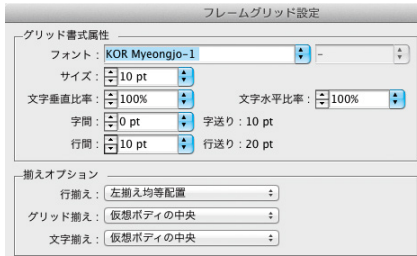 フレームグリッド設定
グリッド書式属性
フォント : KOR Myeongjo-1 -
サイズ : 10 pt
文字垂直比率 : 100% 文字水平比率 : 100%
字間 : 0 pt 字送り : 10 pt
行間 : 10 pt 行送り : 20 pt
揃えオプション
行揃え : 左揃え均等配置
グリッド揃え : 仮想ボディの中央
文字揃え : 仮想ボディの中央